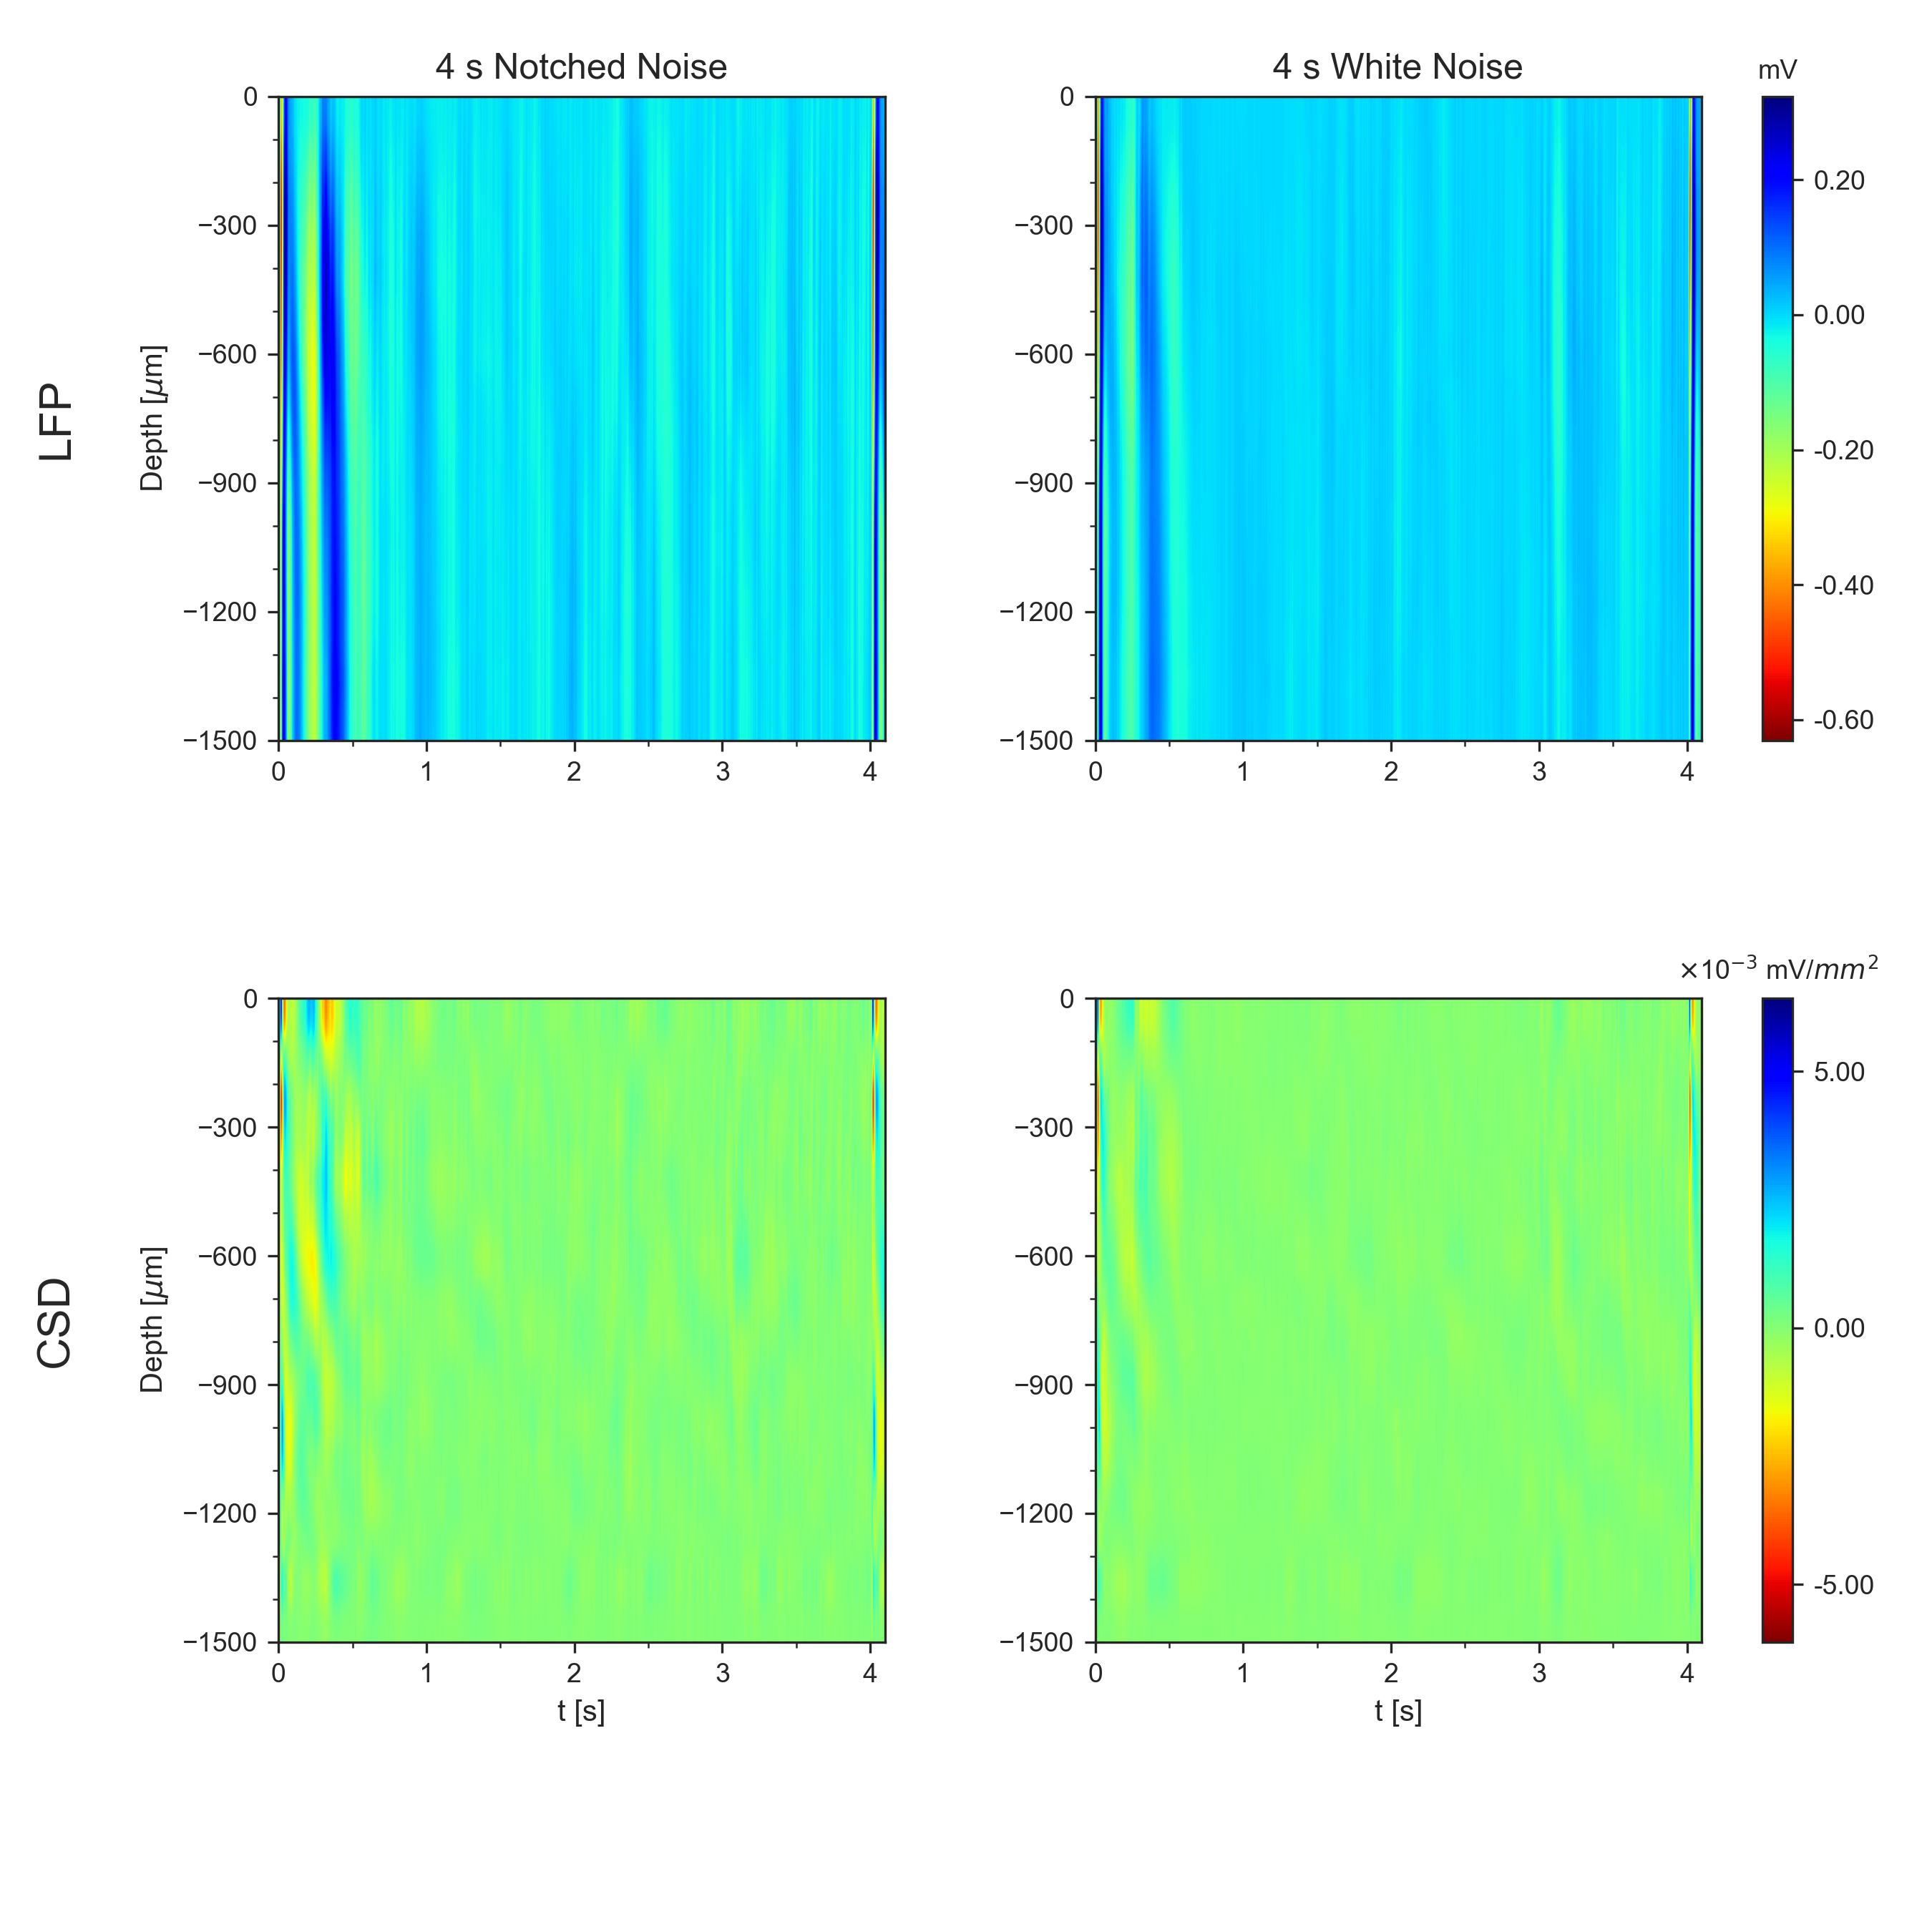 4 s Notched Noise
4 s White Noise
mV
LFP
Depth [μm]
0
−300
−600
−900
−1200
−1500
0 1 2 3 4
0
−300
−600
−900
−1200
−1500
0 1 2 3 4
0.20
0.00
-0.20
-0.40
-0.60
×10⁻³ mV/mm²
CSD
Depth [μm]
0
−300
−600
−900
−1200
−1500
0 1 2 3 4
t [s]
0
−300
−600
−900
−1200
−1500
0 1 2 3 4
t [s]
5.00
0.00
-5.00